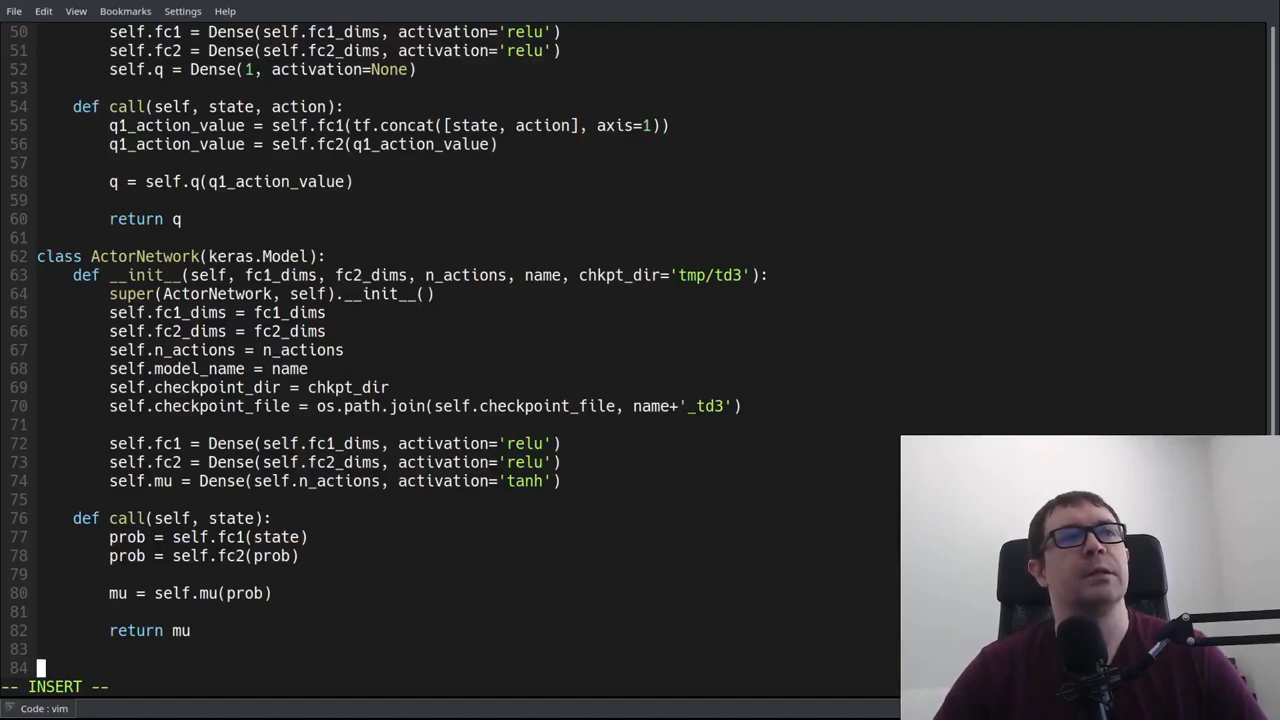 File Edit View Bookmarks Settings Help
50 self.fc1 = Dense(self.fc1_dims, activation='relu')
51 self.fc2 = Dense(self.fc2_dims, activation='relu')
52 self.q = Dense(1, activation=None)
53
54 def call(self, state, action):
55 q1_action_value = self.fc1(tf.concat([state, action], axis=1))
56 q1_action_value = self.fc2(q1_action_value)
57
58 q = self.q(q1_action_value)
59
60 return q
61
62 class ActorNetwork(keras.Model):
63 def __init__(self, fc1_dims, fc2_dims, n_actions, name, chkpt_dir='tmp/td3'):
64 super(ActorNetwork, self).__init__()
65 self.fc1_dims = fc1_dims
66 self.fc2_dims = fc2_dims
67 self.n_actions = n_actions
68 self.model_name = name
69 self.checkpoint_dir = chkpt_dir
70 self.checkpoint_file = os.path.join(self.checkpoint_file, name+'_td3')
71
72 self.fc1 = Dense(self.fc1_dims, activation='relu')
73 self.fc2 = Dense(self.fc2_dims, activation='relu')
74 self.mu = Dense(self.n_actions, activation='tanh')
75
76 def call(self, state):
77 prob = self.fc1(state)
78 prob = self.fc2(prob)
79
80 mu = self.mu(prob)
81
82 return mu
83
84
-- INSERT --
Code : vim